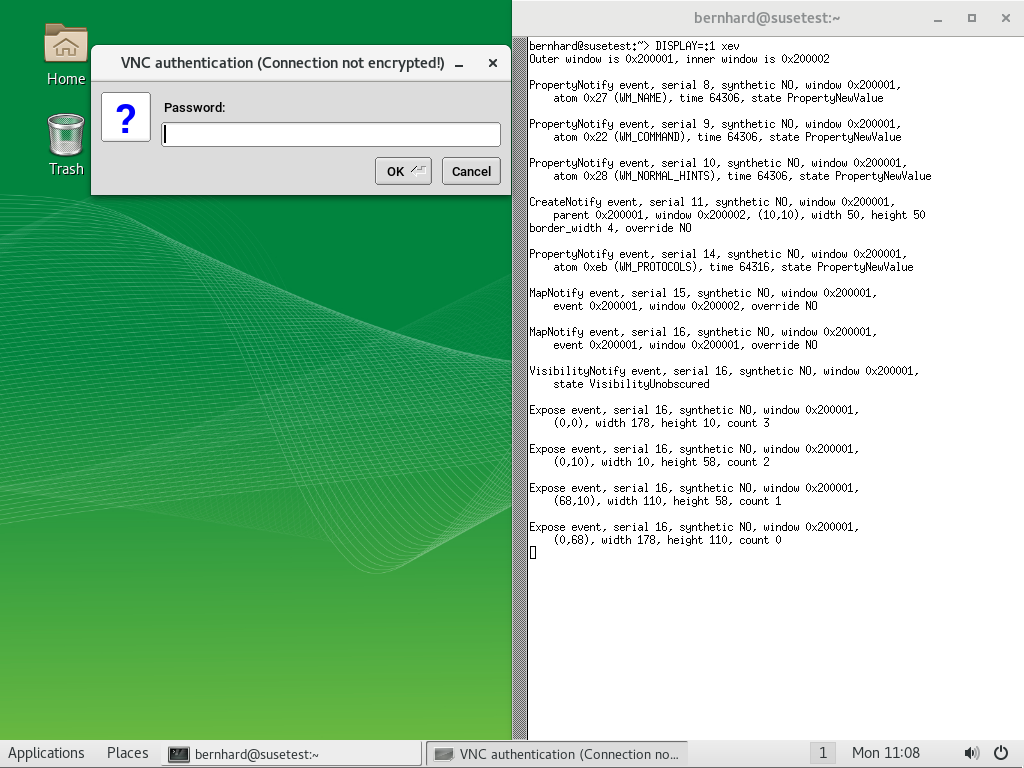 Home
Trash
VNC authentication (Connection not encrypted!)
?
Password:
OK
Cancel
bernhard@susetest:~
bernhard@susetest:~> DISPLAY=:1 xev
Outer window is 0x200001, inner window is 0x200002
PropertyNotify event, serial 8, synthetic NO, window 0x200001,
    atom 0x27 (WM_NAME), time 64306, state PropertyNewValue
PropertyNotify event, serial 9, synthetic NO, window 0x200001,
    atom 0x22 (WM_COMMAND), time 64306, state PropertyNewValue
PropertyNotify event, serial 10, synthetic NO, window 0x200001,
    atom 0x28 (WM_NORMAL_HINTS), time 64306, state PropertyNewValue
CreateNotify event, serial 11, synthetic NO, window 0x200001,
    parent 0x200001, window 0x200002, (10,10), width 50, height 50
border_width 4, override NO
PropertyNotify event, serial 14, synthetic NO, window 0x200001,
    atom 0xeb (WM_PROTOCOLS), time 64316, state PropertyNewValue
MapNotify event, serial 15, synthetic NO, window 0x200001,
    event 0x200001, window 0x200002, override NO
MapNotify event, serial 16, synthetic NO, window 0x200001,
    event 0x200001, window 0x200001, override NO
VisibilityNotify event, serial 16, synthetic NO, window 0x200001,
    state VisibilityUnobscured
Expose event, serial 16, synthetic NO, window 0x200001,
    (0,0), width 178, height 10, count 3
Expose event, serial 16, synthetic NO, window 0x200001,
    (0,10), width 10, height 58, count 2
Expose event, serial 16, synthetic NO, window 0x200001,
    (68,10), width 110, height 58, count 1
Expose event, serial 16, synthetic NO, window 0x200001,
    (0,68), width 178, height 110, count 0
Applications Places bernhard@susetest:~ VNC authentication (Connection no... 1 Mon 11:08